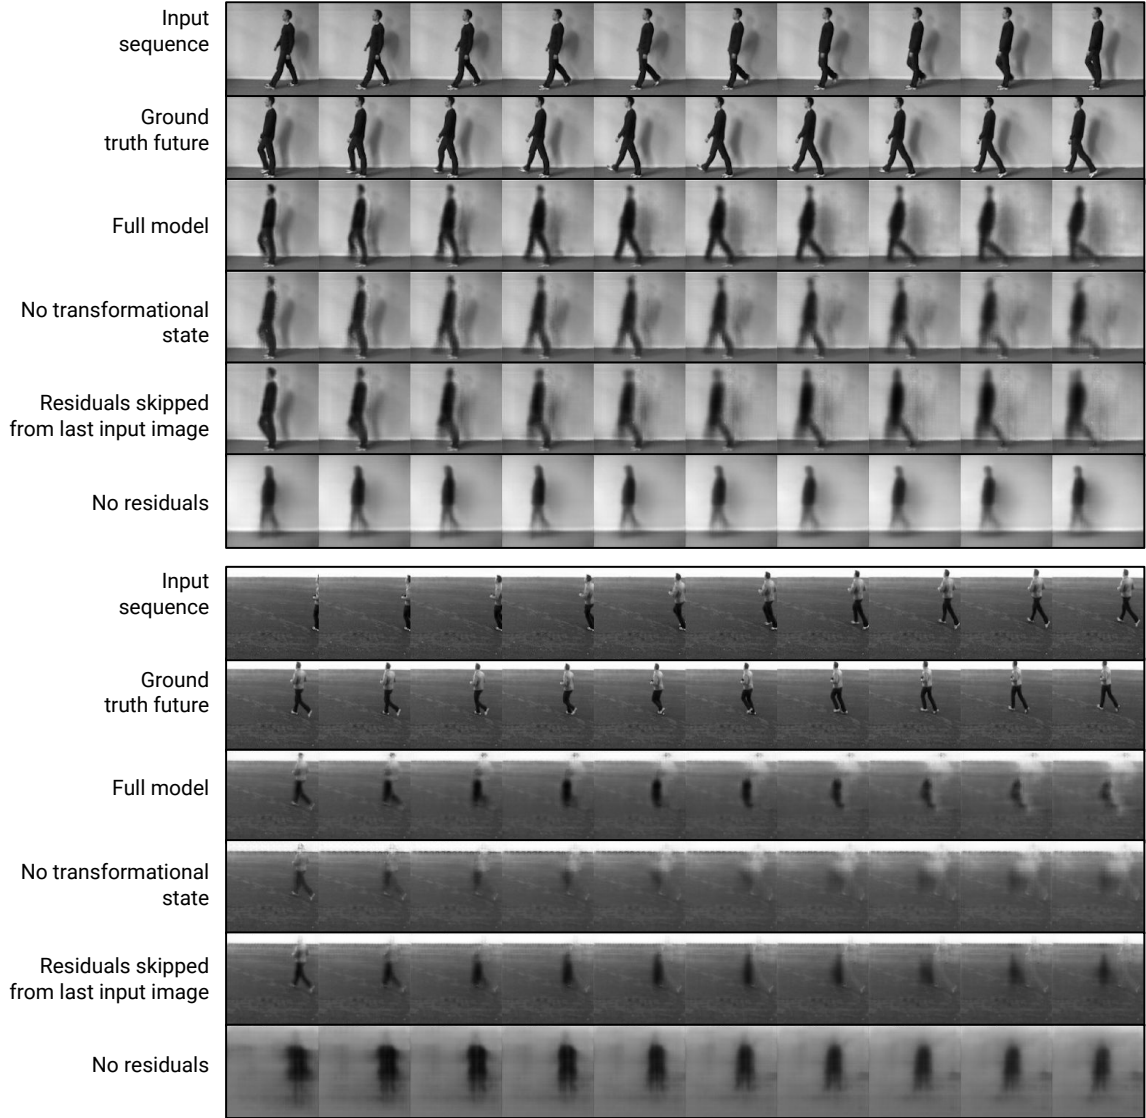 Input
sequence
Ground
truth future
Full model
No transformational
state
Residuals skipped
from last input image
No residuals
Input
sequence
Ground
truth future
Full model
No transformational
state
Residuals skipped
from last input image
No residuals